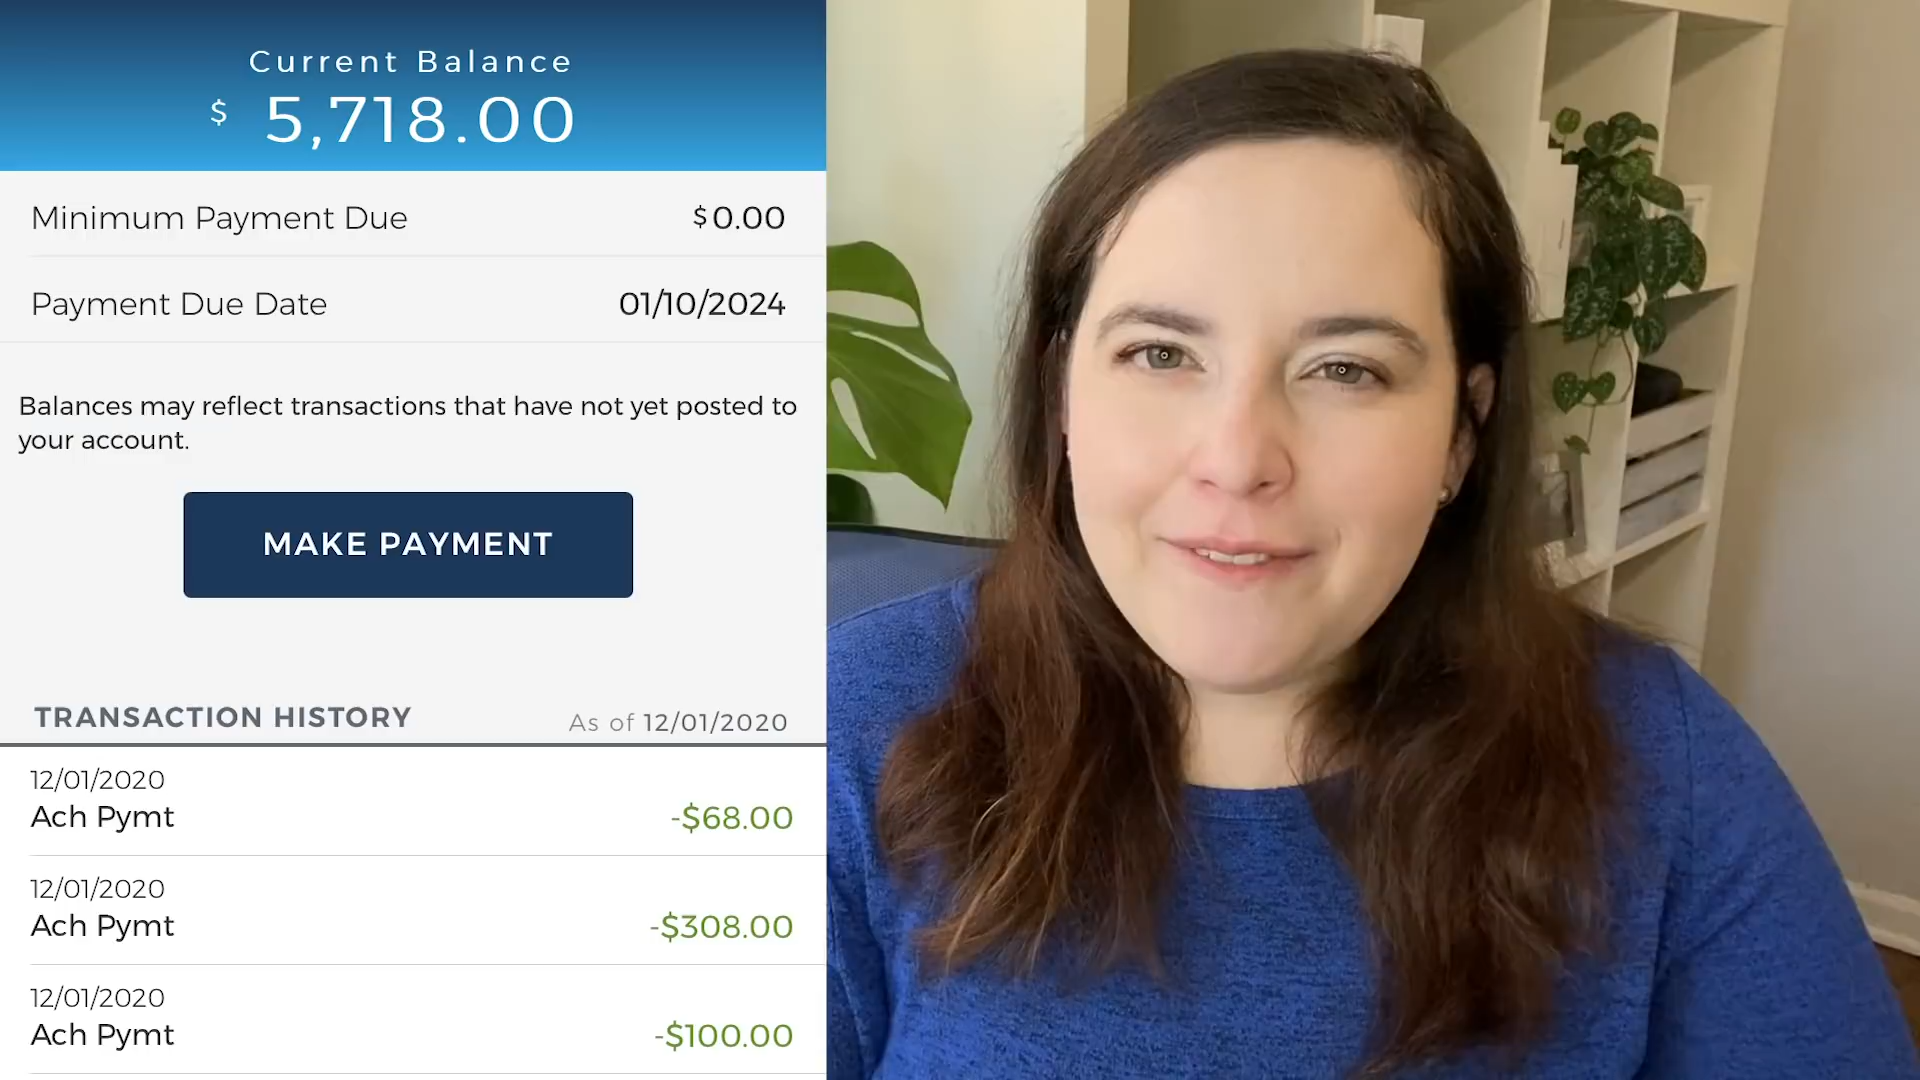 Current Balance
$ 5,718.00
Minimum Payment Due $0.00
Payment Due Date 01/10/2024
Balances may reflect transactions that have not yet posted to
your account.
MAKE PAYMENT
TRANSACTION HISTORY As of 12/01/2020
12/01/2020
Ach Pymt -$68.00
12/01/2020
Ach Pymt -$308.00
12/01/2020
Ach Pymt -$100.00